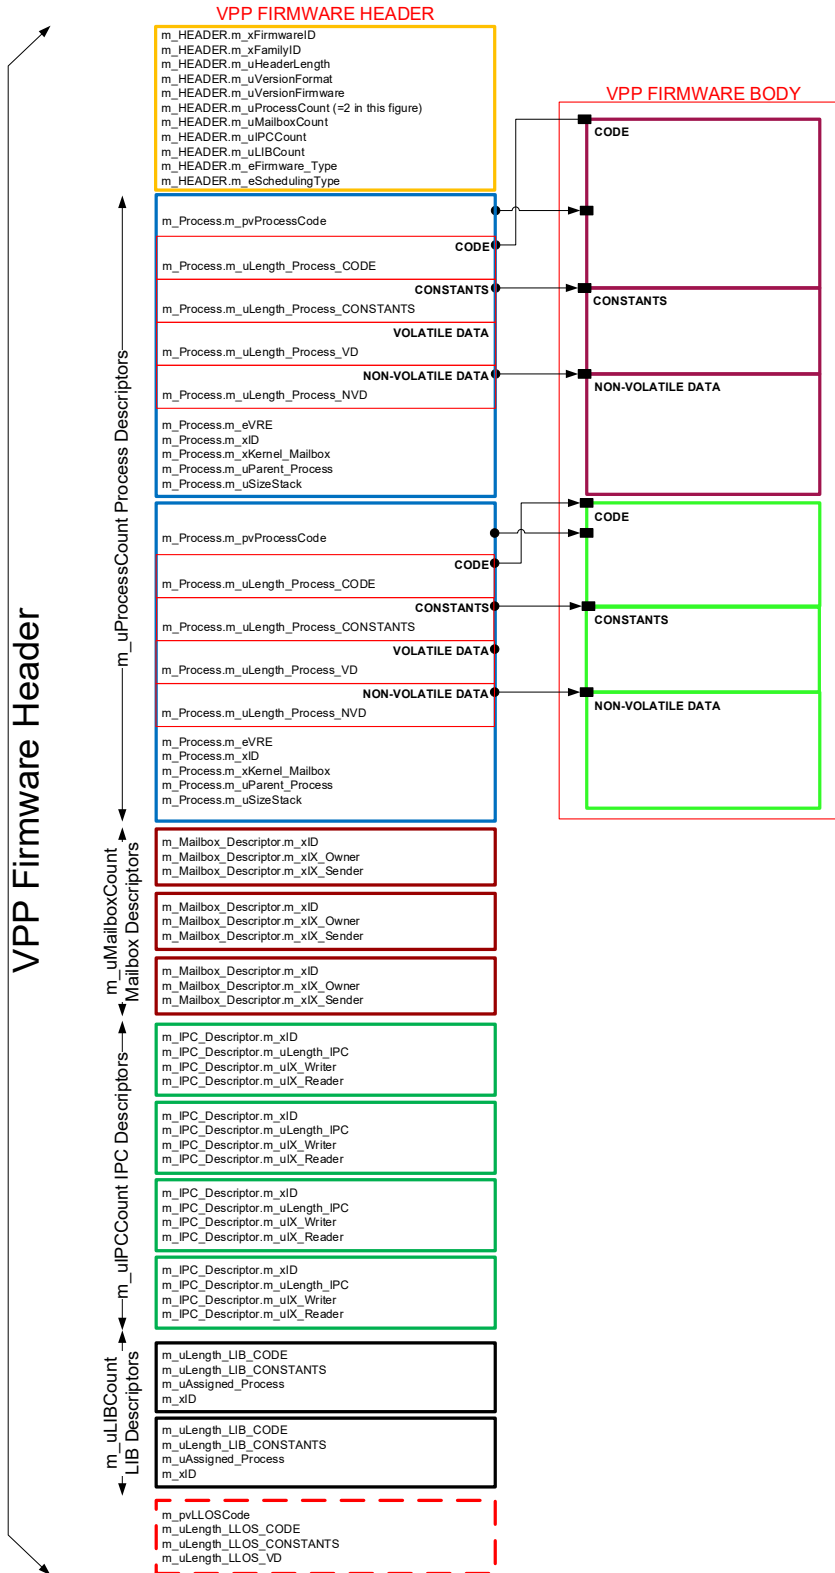 VPP FIRMWARE HEADER
m_HEADER.m_xFirmwareID
m_HEADER.m_xFamilyID
m_HEADER.m_uHeaderLength
m_HEADER.m_uVersionFormat
m_HEADER.m_uVersionFirmware
m_HEADER.m_uProcessCount (=2 in this figure)
m_HEADER.m_uMailboxCount
m_HEADER.m_uIPCCount
m_HEADER.m_uLIBCount
m_HEADER.m_eFirmware_Type
m_HEADER.m_eSchedulingType
m_Process.m_pvProcessCode
CODE
m_Process.m_uLength_Process_CODE
CONSTANTS
m_Process.m_uLength_Process_CONSTANTS
VOLATILE DATA
m_Process.m_uLength_Process_VD
NON-VOLATILE DATA
m_Process.m_uLength_Process_NVD
m_Process.m_eVRE
m_Process.m_xID
m_Process.m_xKernel_Mailbox
m_Process.m_uParent_Process
m_Process.m_uSizeStack
m_Process.m_pvProcessCode
CODE
m_Process.m_uLength_Process_CODE
CONSTANTS
m_Process.m_uLength_Process_CONSTANTS
VOLATILE DATA
m_Process.m_uLength_Process_VD
NON-VOLATILE DATA
m_Process.m_uLength_Process_NVD
m_Process.m_eVRE
m_Process.m_xID
m_Process.m_xKernel_Mailbox
m_Process.m_uParent_Process
m_Process.m_uSizeStack
m_Mailbox_Descriptor.m_xID
m_Mailbox_Descriptor.m_xIX_Owner
m_Mailbox_Descriptor.m_xIX_Sender
m_Mailbox_Descriptor.m_xID
m_Mailbox_Descriptor.m_xIX_Owner
m_Mailbox_Descriptor.m_xIX_Sender
m_Mailbox_Descriptor.m_xID
m_Mailbox_Descriptor.m_xIX_Owner
m_Mailbox_Descriptor.m_xIX_Sender
m_IPC_Descriptor.m_xID
m_IPC_Descriptor.m_uLength_IPC
m_IPC_Descriptor.m_uIX_Writer
m_IPC_Descriptor.m_uIX_Reader
m_IPC_Descriptor.m_xID
m_IPC_Descriptor.m_uLength_IPC
m_IPC_Descriptor.m_uIX_Writer
m_IPC_Descriptor.m_uIX_Reader
m_IPC_Descriptor.m_xID
m_IPC_Descriptor.m_uLength_IPC
m_IPC_Descriptor.m_uIX_Writer
m_IPC_Descriptor.m_uIX_Reader
m_IPC_Descriptor.m_xID
m_IPC_Descriptor.m_uLength_IPC
m_IPC_Descriptor.m_uIX_Writer
m_IPC_Descriptor.m_uIX_Reader
m_uLength_LIB_CODE
m_uLength_LIB_CONSTANTS
m_uAssigned_Process
m_xID
m_uLength_LIB_CODE
m_uLength_LIB_CONSTANTS
m_uAssigned_Process
m_xID
m_pvLLOSCode
m_uLength_LLOS_CODE
m_uLength_LLOS_CONSTANTS
m_uLength_LLOS_VD
VPP FIRMWARE BODY
CODE
CONSTANTS
NON-VOLATILE DATA
CODE
CONSTANTS
NON-VOLATILE DATA
VPP Firmware Header
m_uProcessCount Process Descriptors
m_uMailboxCount
Mailbox Descriptors
m_uIPCCount IPC Descriptors
m_uLIBCount
LIB Descriptors